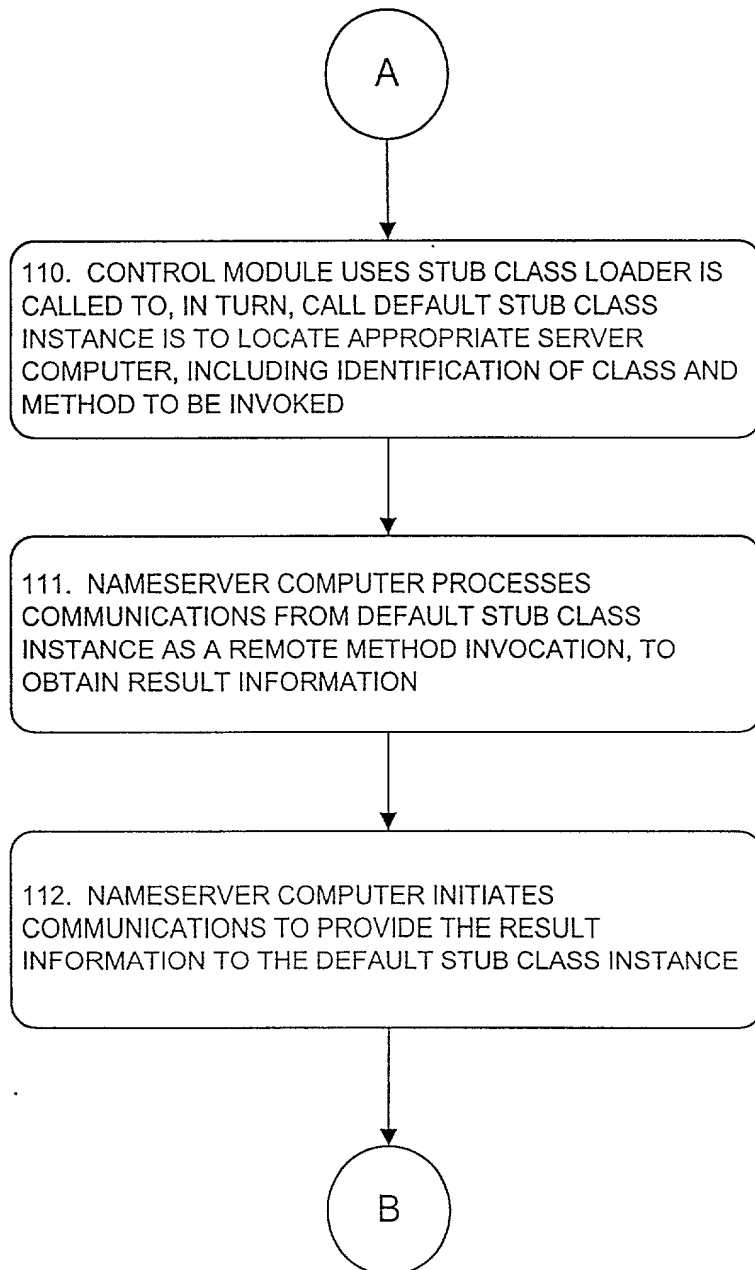 A
110. CONTROL MODULE USES STUB CLASS LOADER IS
CALLED TO, IN TURN, CALL DEFAULT STUB CLASS
INSTANCE IS TO LOCATE APPROPRIATE SERVER
COMPUTER, INCLUDING IDENTIFICATION OF CLASS AND
METHOD TO BE INVOKED
111. NAMESERVER COMPUTER PROCESSES
COMMUNICATIONS FROM DEFAULT STUB CLASS
INSTANCE AS A REMOTE METHOD INVOCATION, TO
OBTAIN RESULT INFORMATION
112. NAMESERVER COMPUTER INITIATES
COMMUNICATIONS TO PROVIDE THE RESULT
INFORMATION TO THE DEFAULT STUB CLASS INSTANCE
B